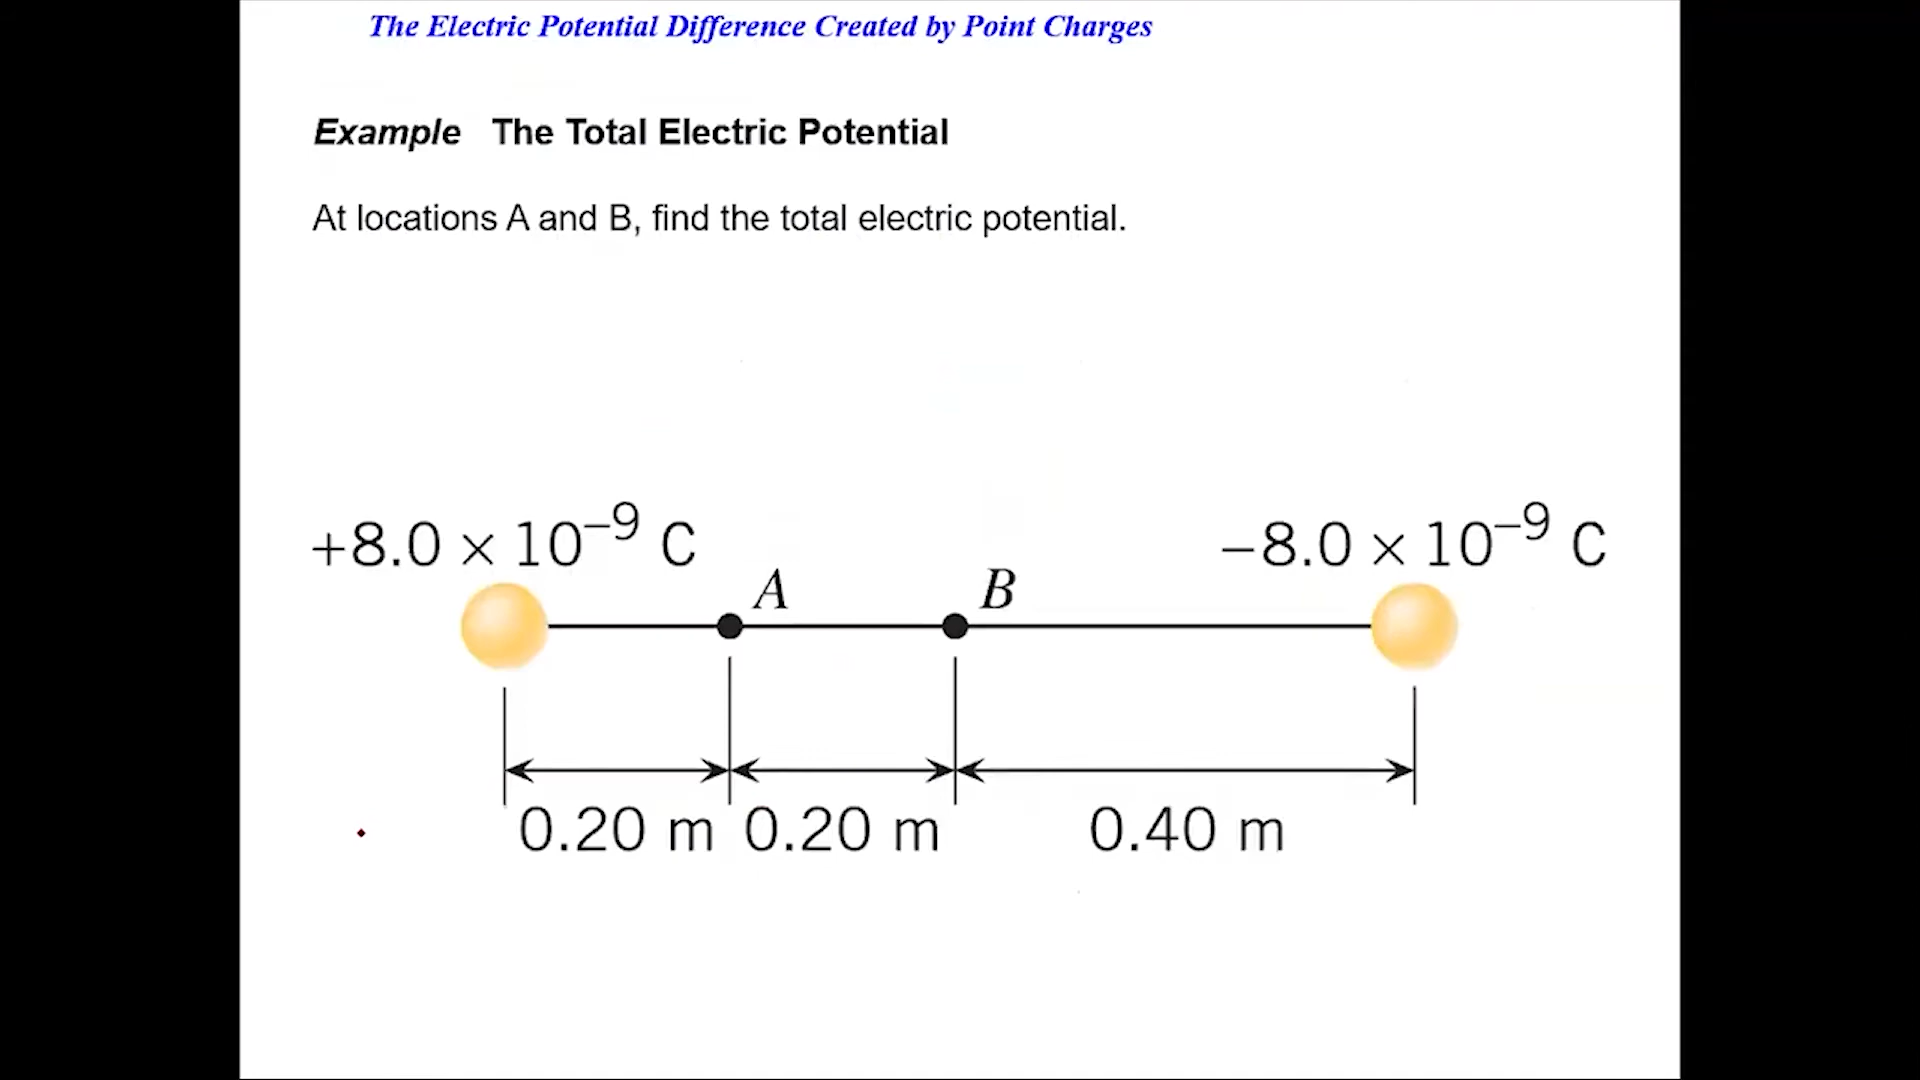 The Electric Potential Difference Created by Point Charges
Example The Total Electric Potential
At locations A and B, find the total electric potential.
+8.0 × 10⁻⁹ C
−8.0 × 10⁻⁹ C
A
B
0.20 m
0.20 m
0.40 m